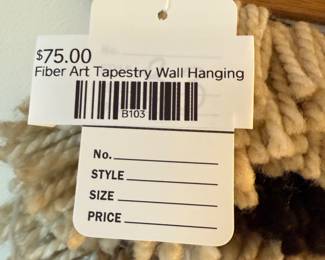 $75.00
Fiber Art Tapestry Wall Hanging
B103
No.
STYLE
SIZE
PRICE